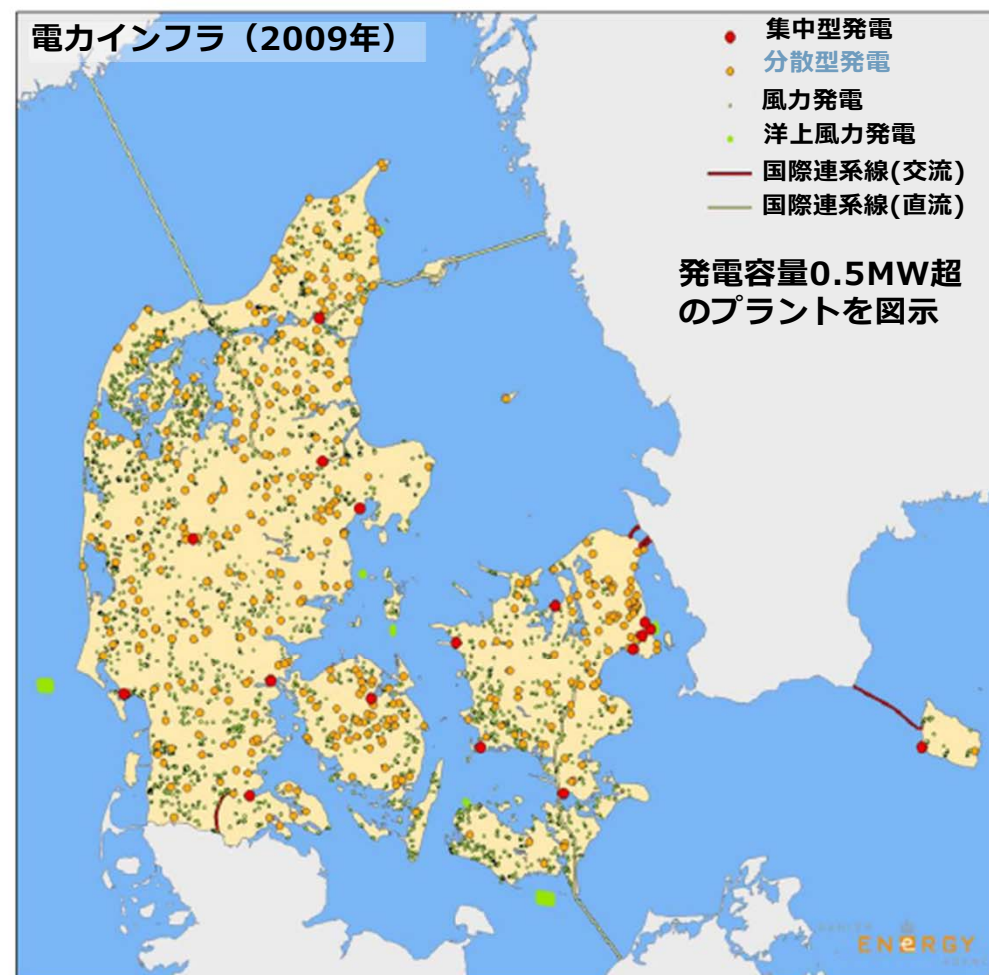 電力インフラ（2009年）
集中型発電
分散型発電
風力発電
洋上風力発電
国際連系線(交流)
国際連系線(直流)
発電容量0.5MW超
のプラントを図示
ENERGY